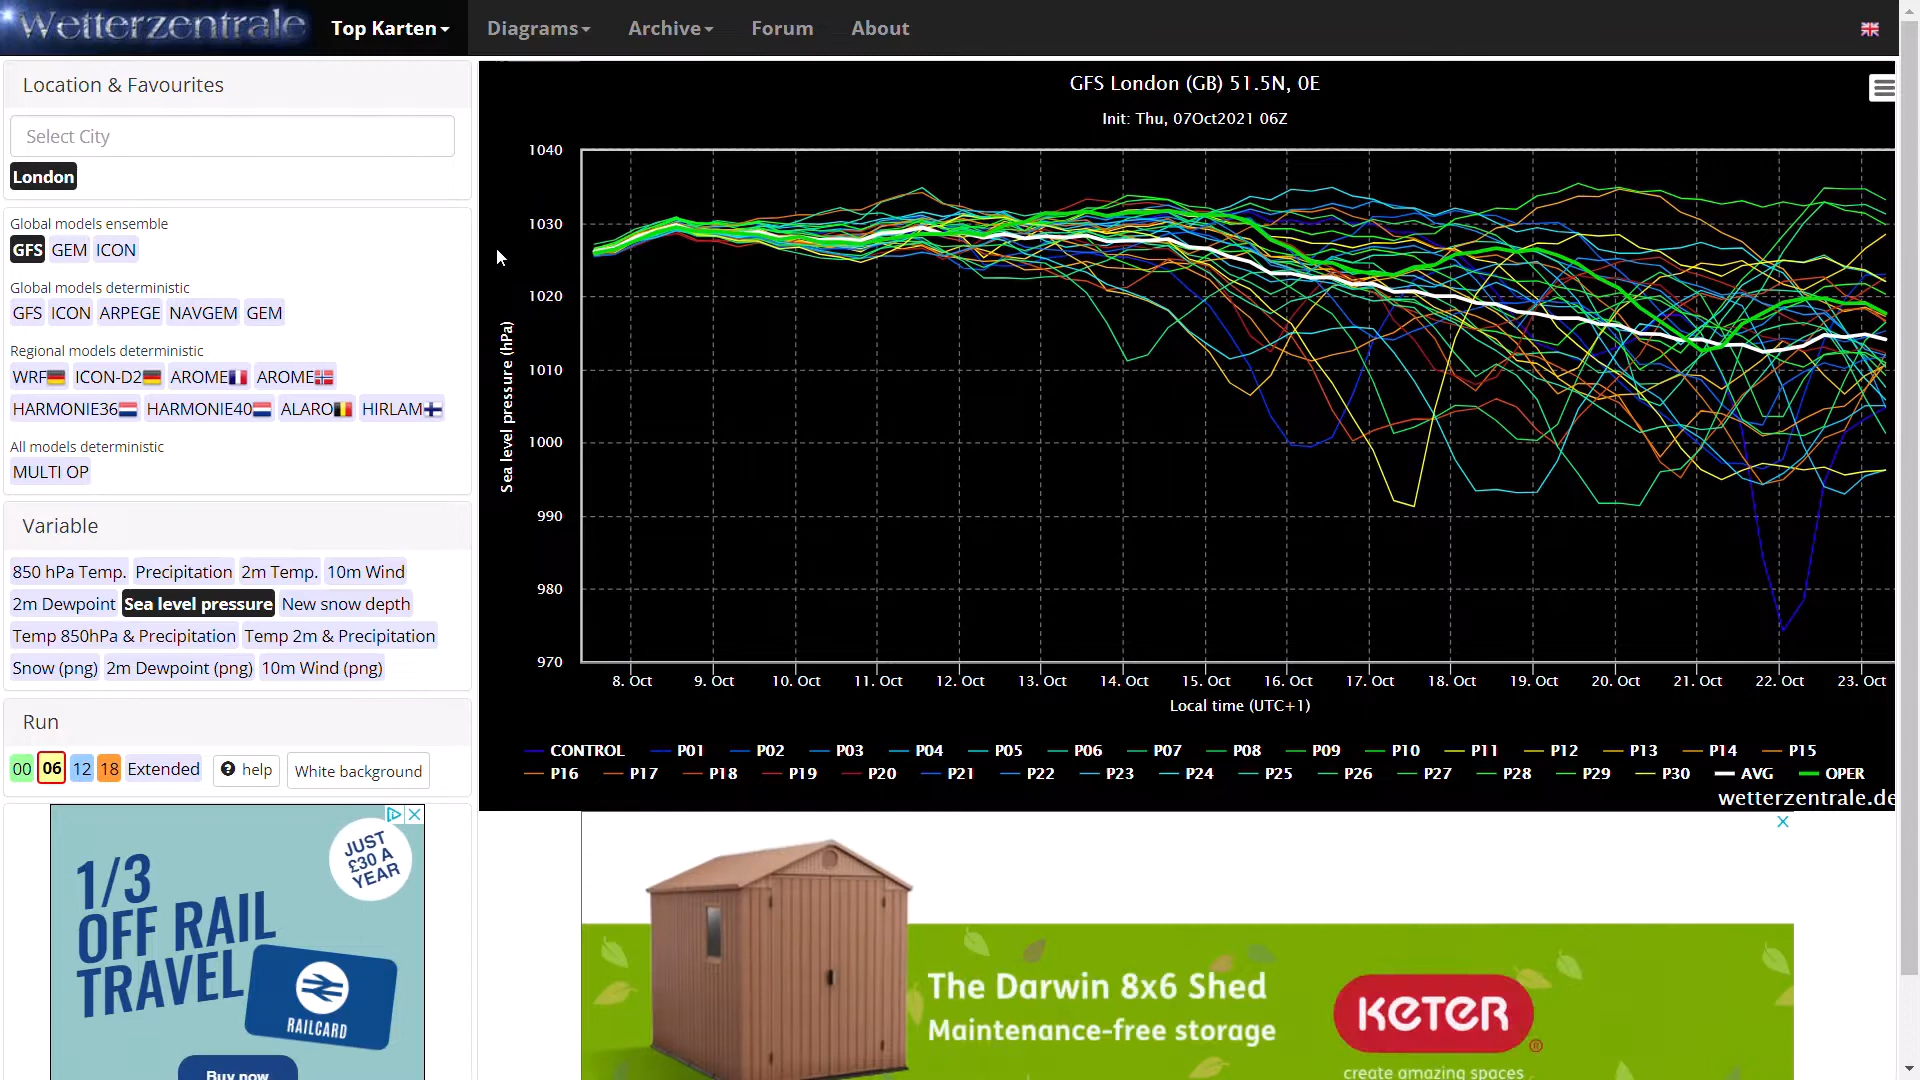 Wetterzentrale
Top Karten Diagrams Archive Forum About
Location & Favourites
Select City
London
Global models ensemble
GFS GEM ICON
Global models deterministic
GFS ICON ARPEGE NAVGEM GEM
Regional models deterministic
WRF ICON-D2 AROME AROME
HARMONIE36 HARMONIE40 ALARO HIRLAM
All models deterministic
MULTI OP
Variable
850 hPa Temp. Precipitation 2m Temp. 10m Wind
2m Dewpoint Sea level pressure New snow depth
Temp 850hPa & Precipitation Temp 2m & Precipitation
Snow (png) 2m Dewpoint (png) 10m Wind (png)
Run
00 06 12 18 Extended help White background
JUST
£30 A
YEAR
1/3
OFF RAIL
TRAVEL
RAILCARD
Buy now
GFS London (GB) 51.5N, 0E
Init: Thu, 07Oct2021 06Z
Sea level pressure (hPa)
1040
1030
1020
1010
1000
990
980
970
8. Oct 9. Oct 10. Oct 11. Oct 12. Oct 13. Oct 14. Oct 15. Oct 16. Oct 17. Oct 18. Oct 19. Oct 20. Oct 21. Oct 22. Oct 23. Oct
Local time (UTC+1)
CONTROL P01 P02 P03 P04 P05 P06 P07 P08 P09 P10 P11 P12 P13 P14 P15
P16 P17 P18 P19 P20 P21 P22 P23 P24 P25 P26 P27 P28 P29 P30 AVG OPER
wetterzentrale.de
The Darwin 8x6 Shed
Maintenance-free storage
KETER®
create amazing spaces